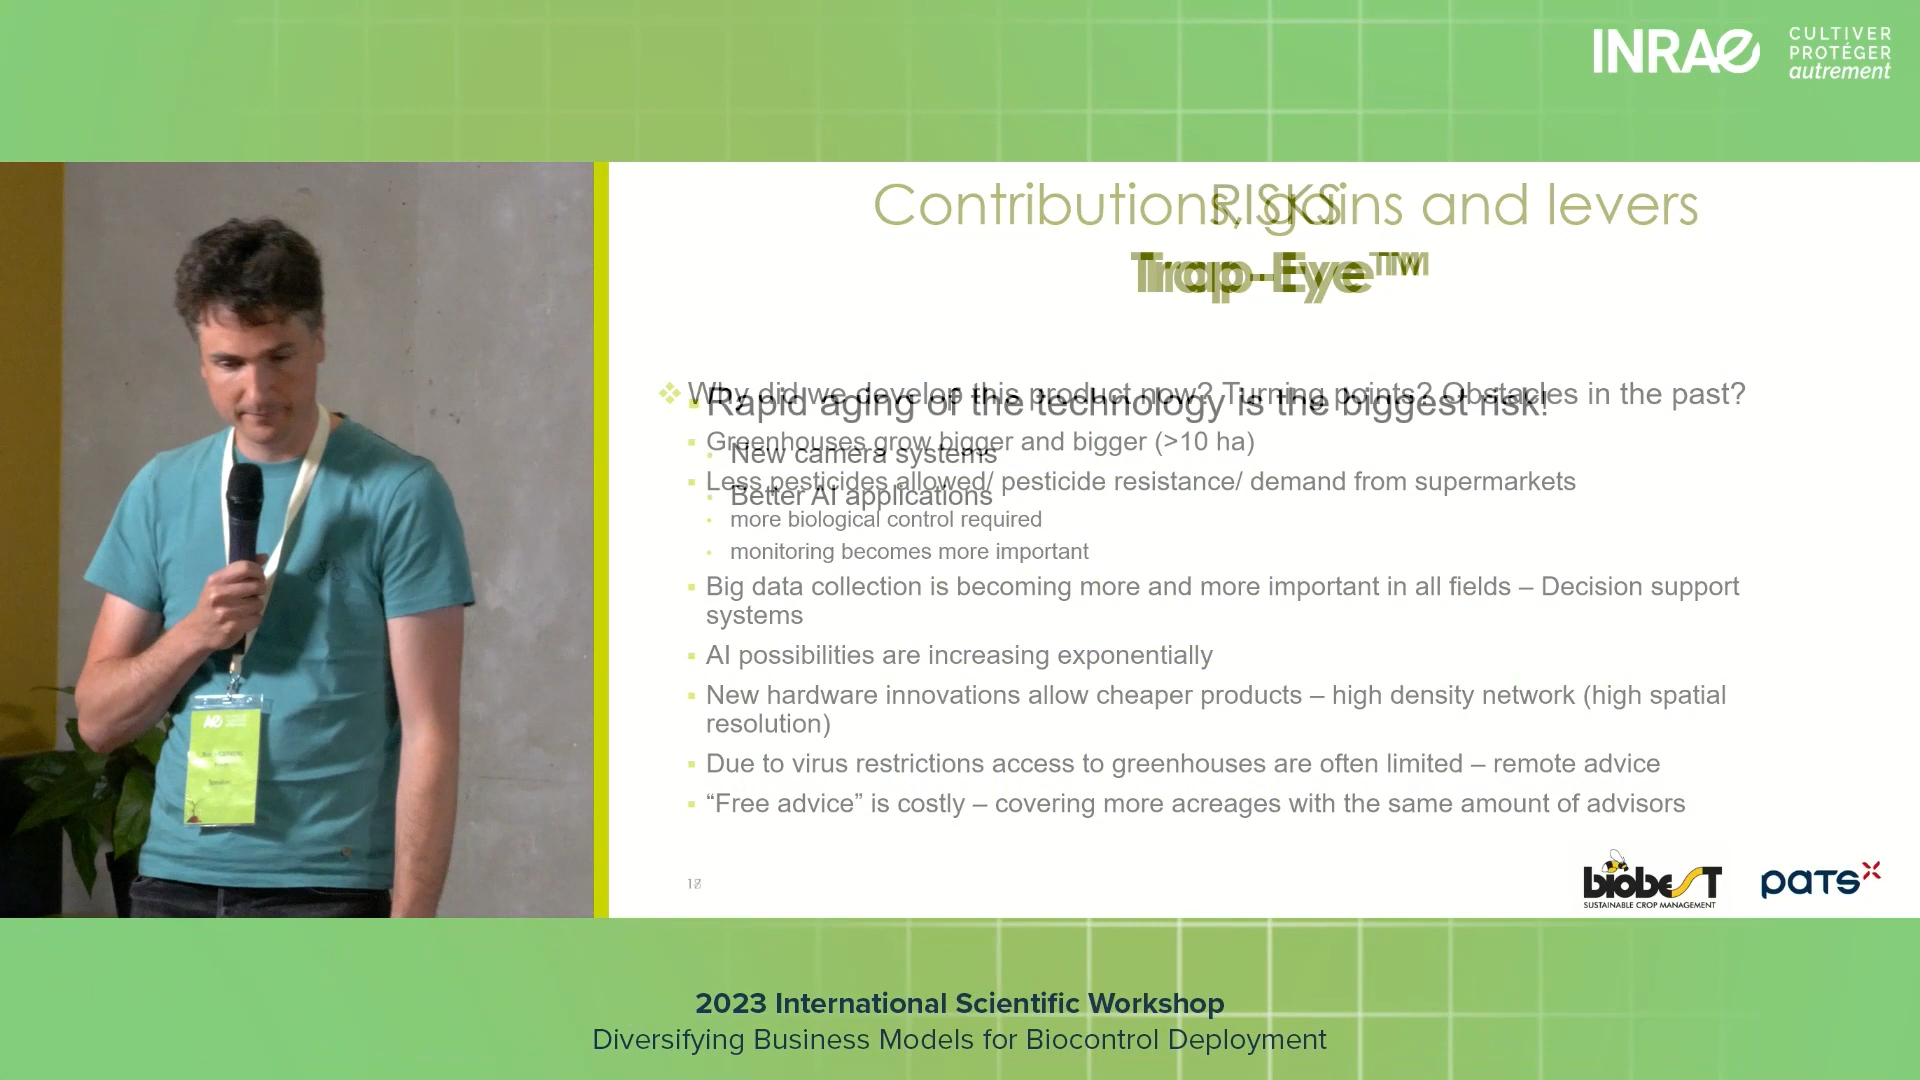 INRAE
CULTIVER
PROTÉGER
autrement
Contributions, gains and levers
RISKS
Trap-Eye™
Why did we develop this product now? Turning points? Obstacles in the past?
Rapid aging of the technology is the biggest risk!
Greenhouses grow bigger and bigger (>10 ha)
New camera systems
Less pesticides allowed/ pesticide resistance/ demand from supermarkets
Better AI applications
more biological control required
monitoring becomes more important
Big data collection is becoming more and more important in all fields – Decision support
systems
AI possibilities are increasing exponentially
New hardware innovations allow cheaper products – high density network (high spatial
resolution)
Due to virus restrictions access to greenhouses are often limited – remote advice
“Free advice” is costly – covering more acreages with the same amount of advisors
biobeST
SUSTAINABLE CROP MANAGEMENT
PATS
2023 International Scientific Workshop
Diversifying Business Models for Biocontrol Deployment